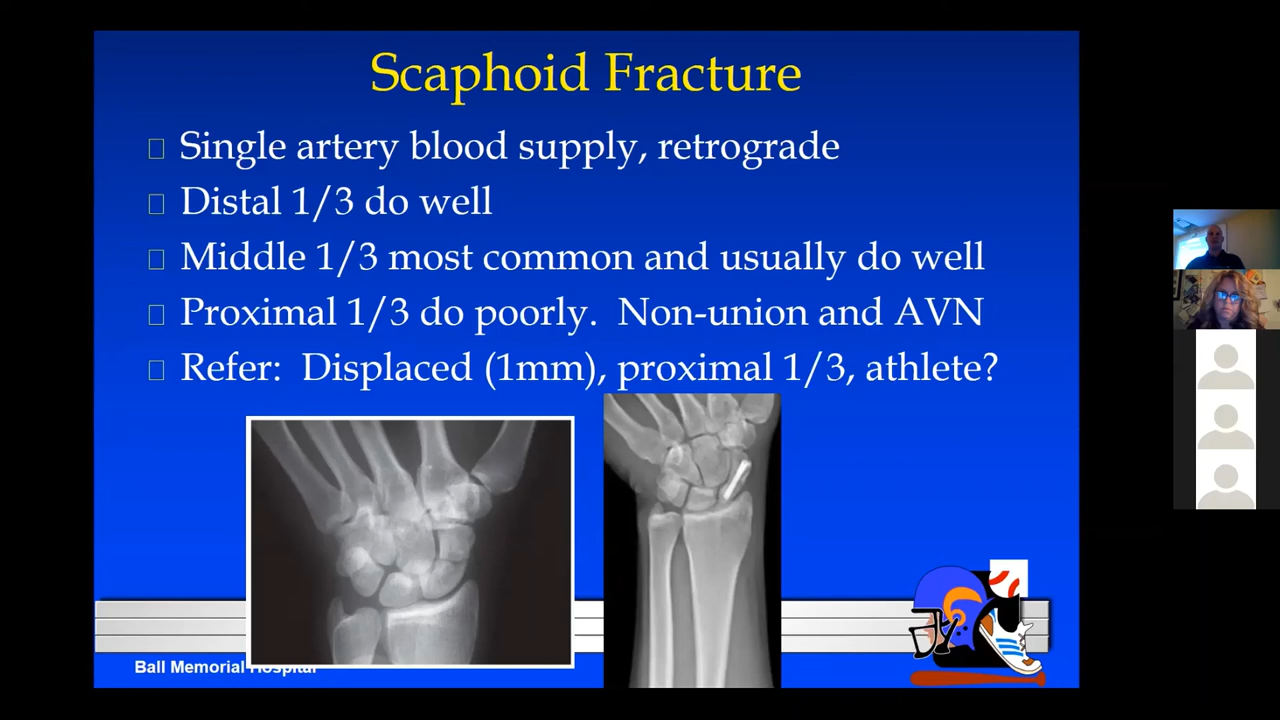 Scaphoid Fracture
Single artery blood supply, retrograde
Distal 1/3 do well
Middle 1/3 most common and usually do well
Proximal 1/3 do poorly. Non-union and AVN
Refer: Displaced (1mm), proximal 1/3, athlete?
Ball Memorial Hospital